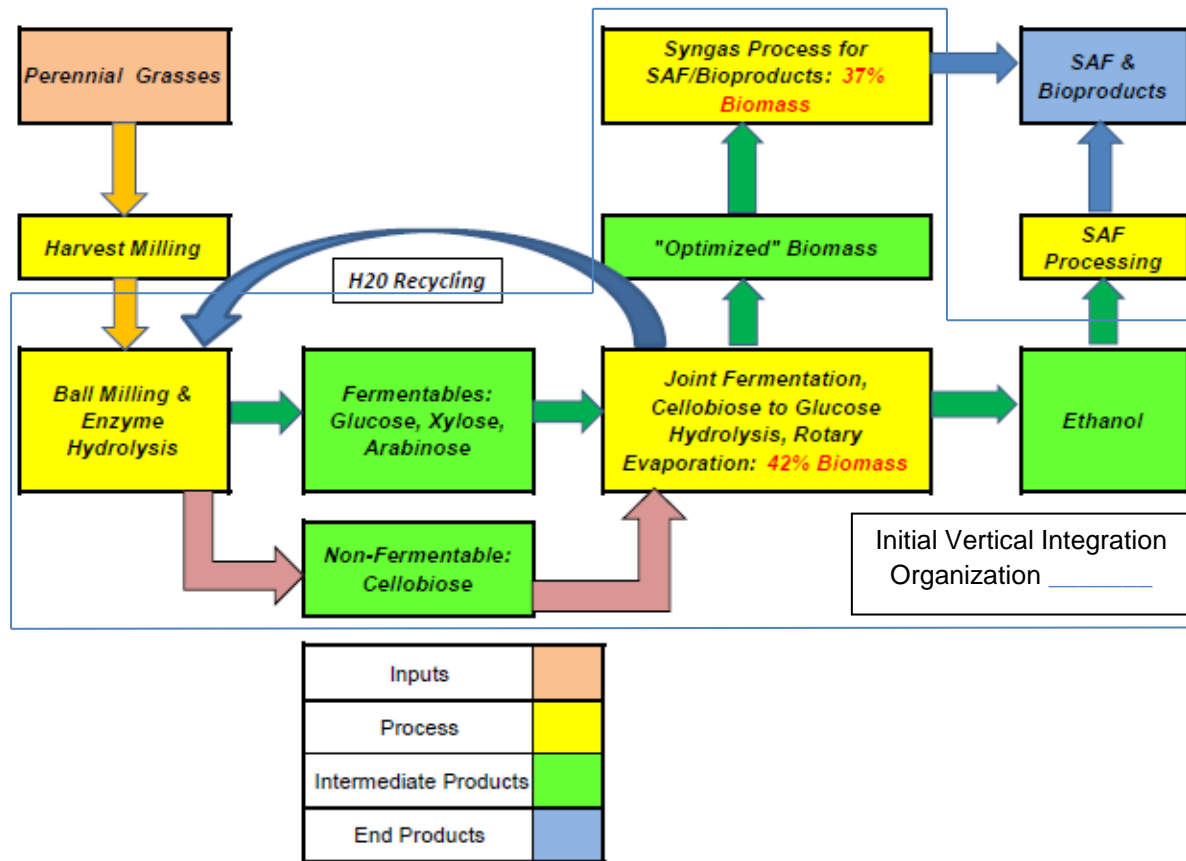 Perennial Grasses
Syngas Process for
SAF/Bioproducts: 37%
Biomass
SAF &
Bioproducts
Harvest Milling
"Optimized" Biomass
SAF
Processing
H20 Recycling
Ball Milling &
Enzyme
Hydrolysis
Fermentables:
Glucose, Xylose,
Arabinose
Joint Fermentation,
Cellobiose to Glucose
Hydrolysis, Rotary
Evaporation: 42% Biomass
Ethanol
Non-Fermentable:
Cellobiose
Initial Vertical Integration
Organization _______
Inputs
Process
Intermediate Products
End Products